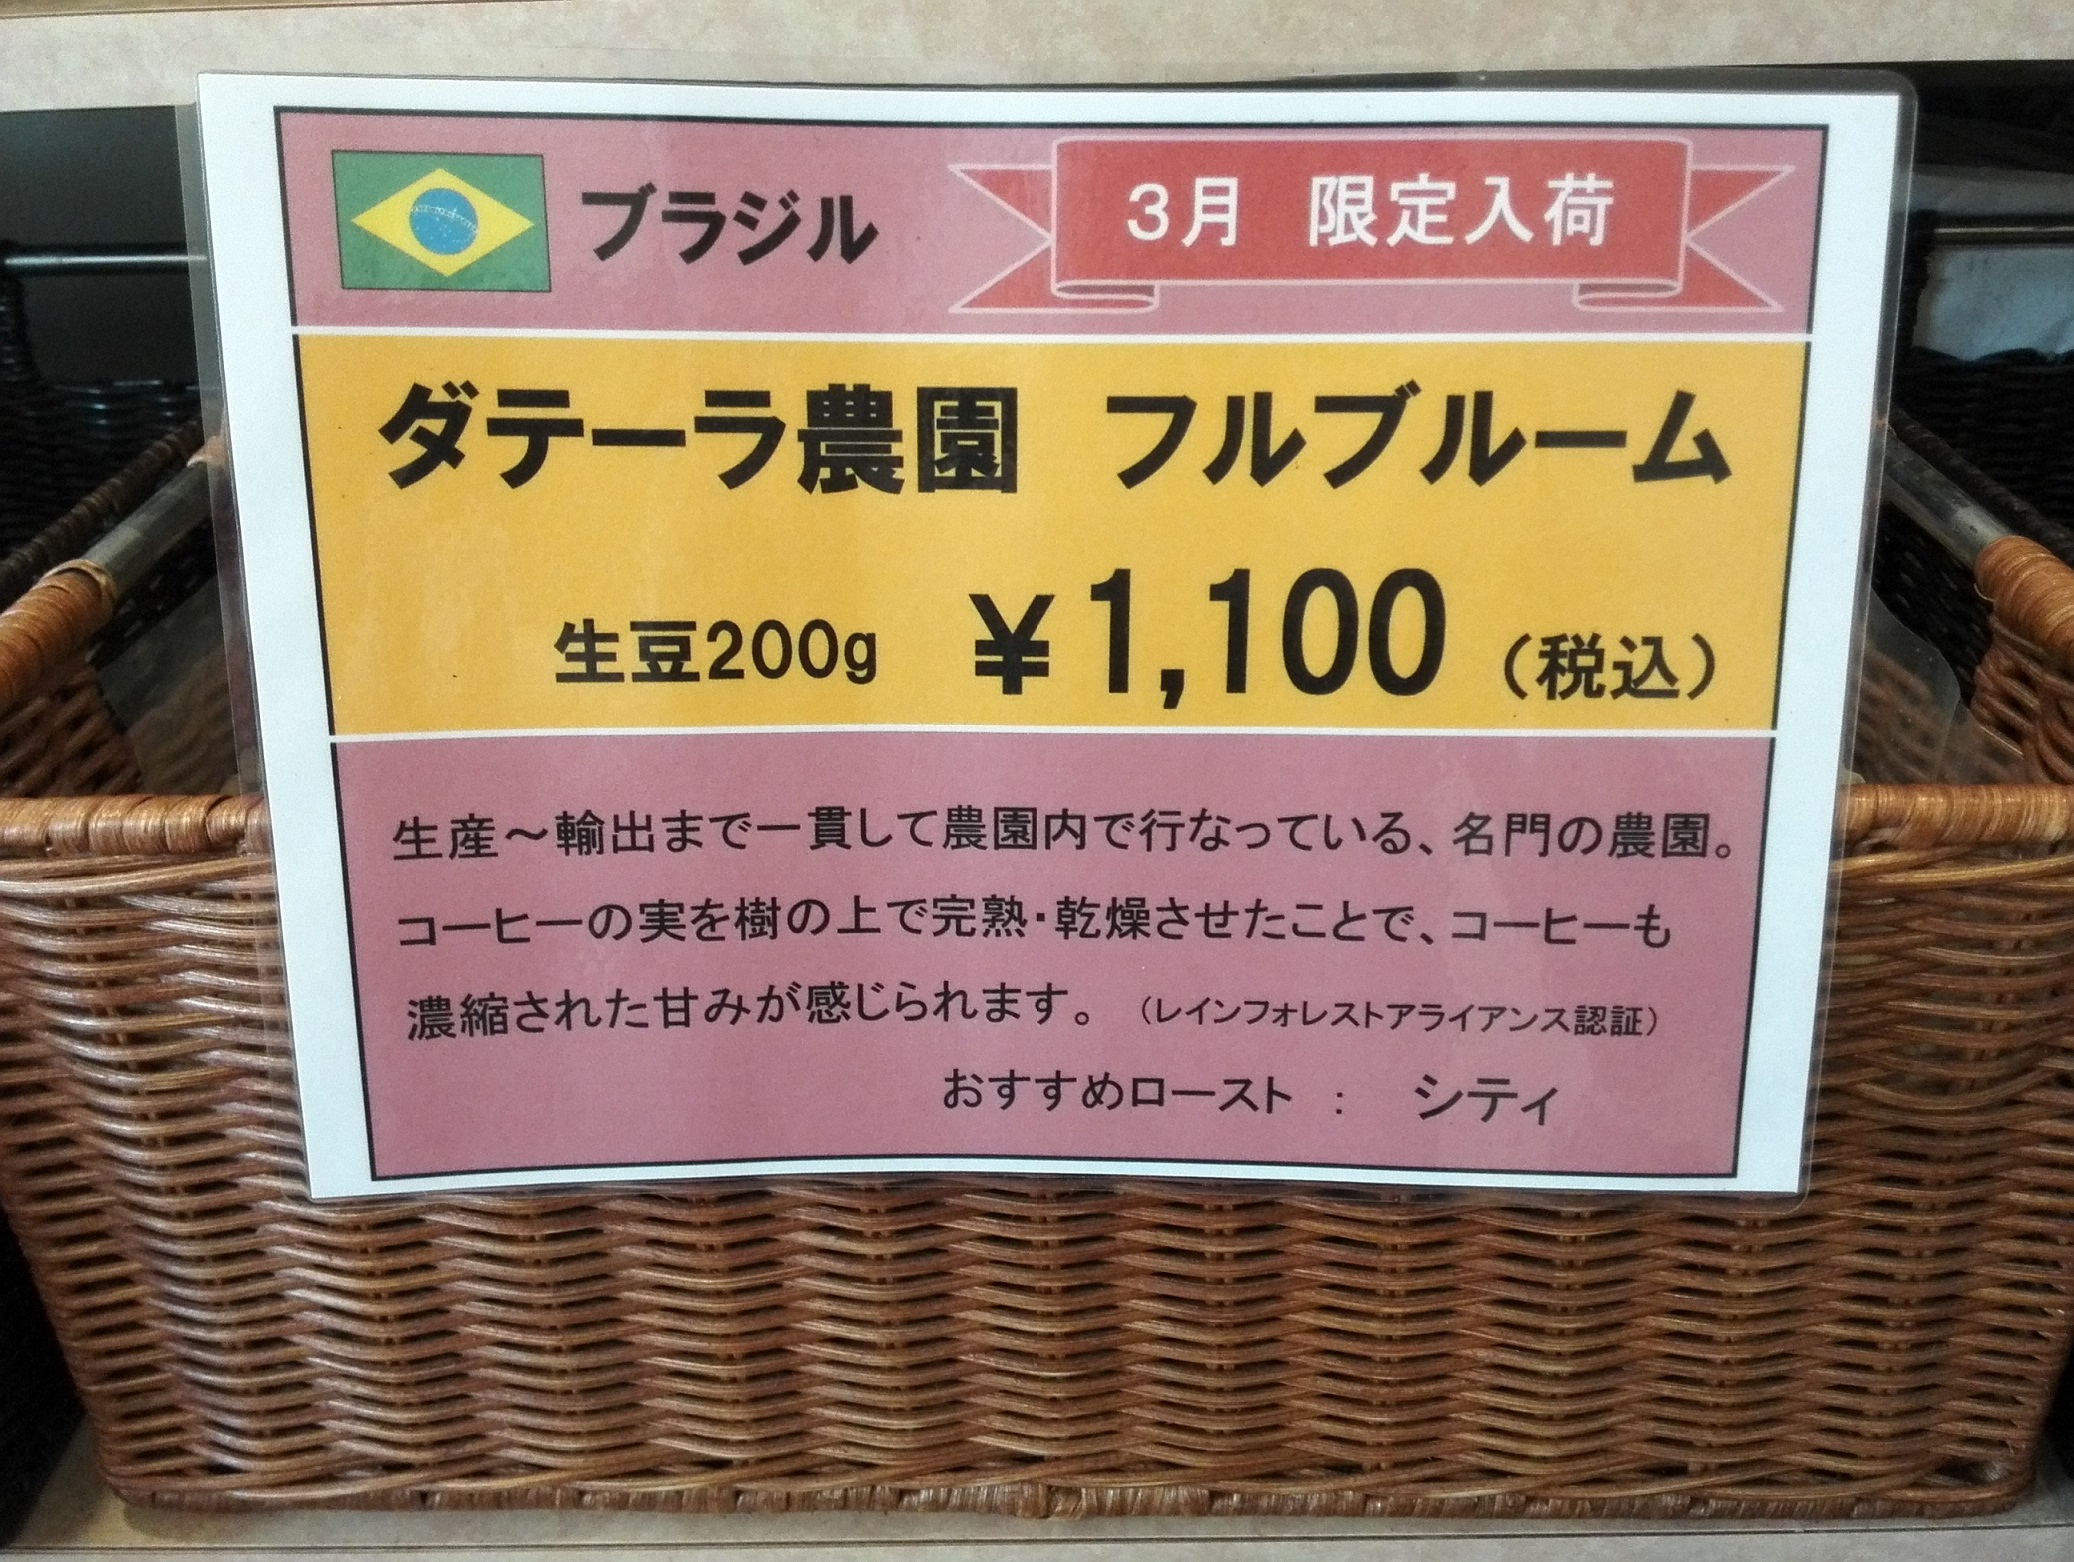 ブラジル
3月 限定入荷
ダテーラ農園 フルブルーム
生豆200g ¥1,100 (税込)
生産～輸出まで一貫して農園内で行なっている、名門の農園。
コーヒーの実を樹の上で完熟・乾燥させたことで、コーヒーも
濃縮された甘みが感じられます。 (レインフォレストアライアンス認証)
おすすめロースト : シティ